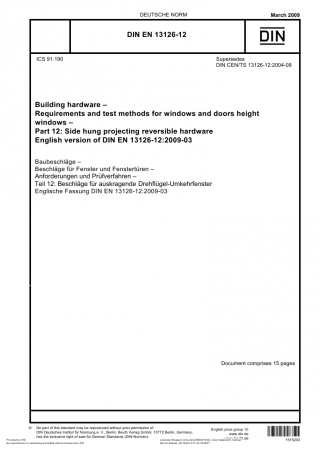 DEUTSCHE NORM
March 2009
DIN EN 13126-12
DIN
ICS 91.190
Supersedes
DIN CEN/TS 13126-12:2004-08
Building hardware –
Requirements and test methods for windows and doors height
windows –
Part 12: Side hung projecting reversible hardware
English version of DIN EN 13126-12:2009-03
Baubeschläge –
Beschläge für Fenster und Fenstertüren –
Anforderungen und Prüfverfahren –
Teil 12: Beschläge für auskragende Drehflügel-Umkehrfenster
Englische Fassung DIN EN 13126-12:2009-03
Document comprises 15 pages
© No part of this standard may be reproduced without prior permission of
DIN Deutsches Institut für Normung e. V., Berlin. Beuth Verlag GmbH, 10772 Berlin, Germany,
has the exclusive right of sale for German Standards (DIN-Normen).
English price group 10
www.din.de